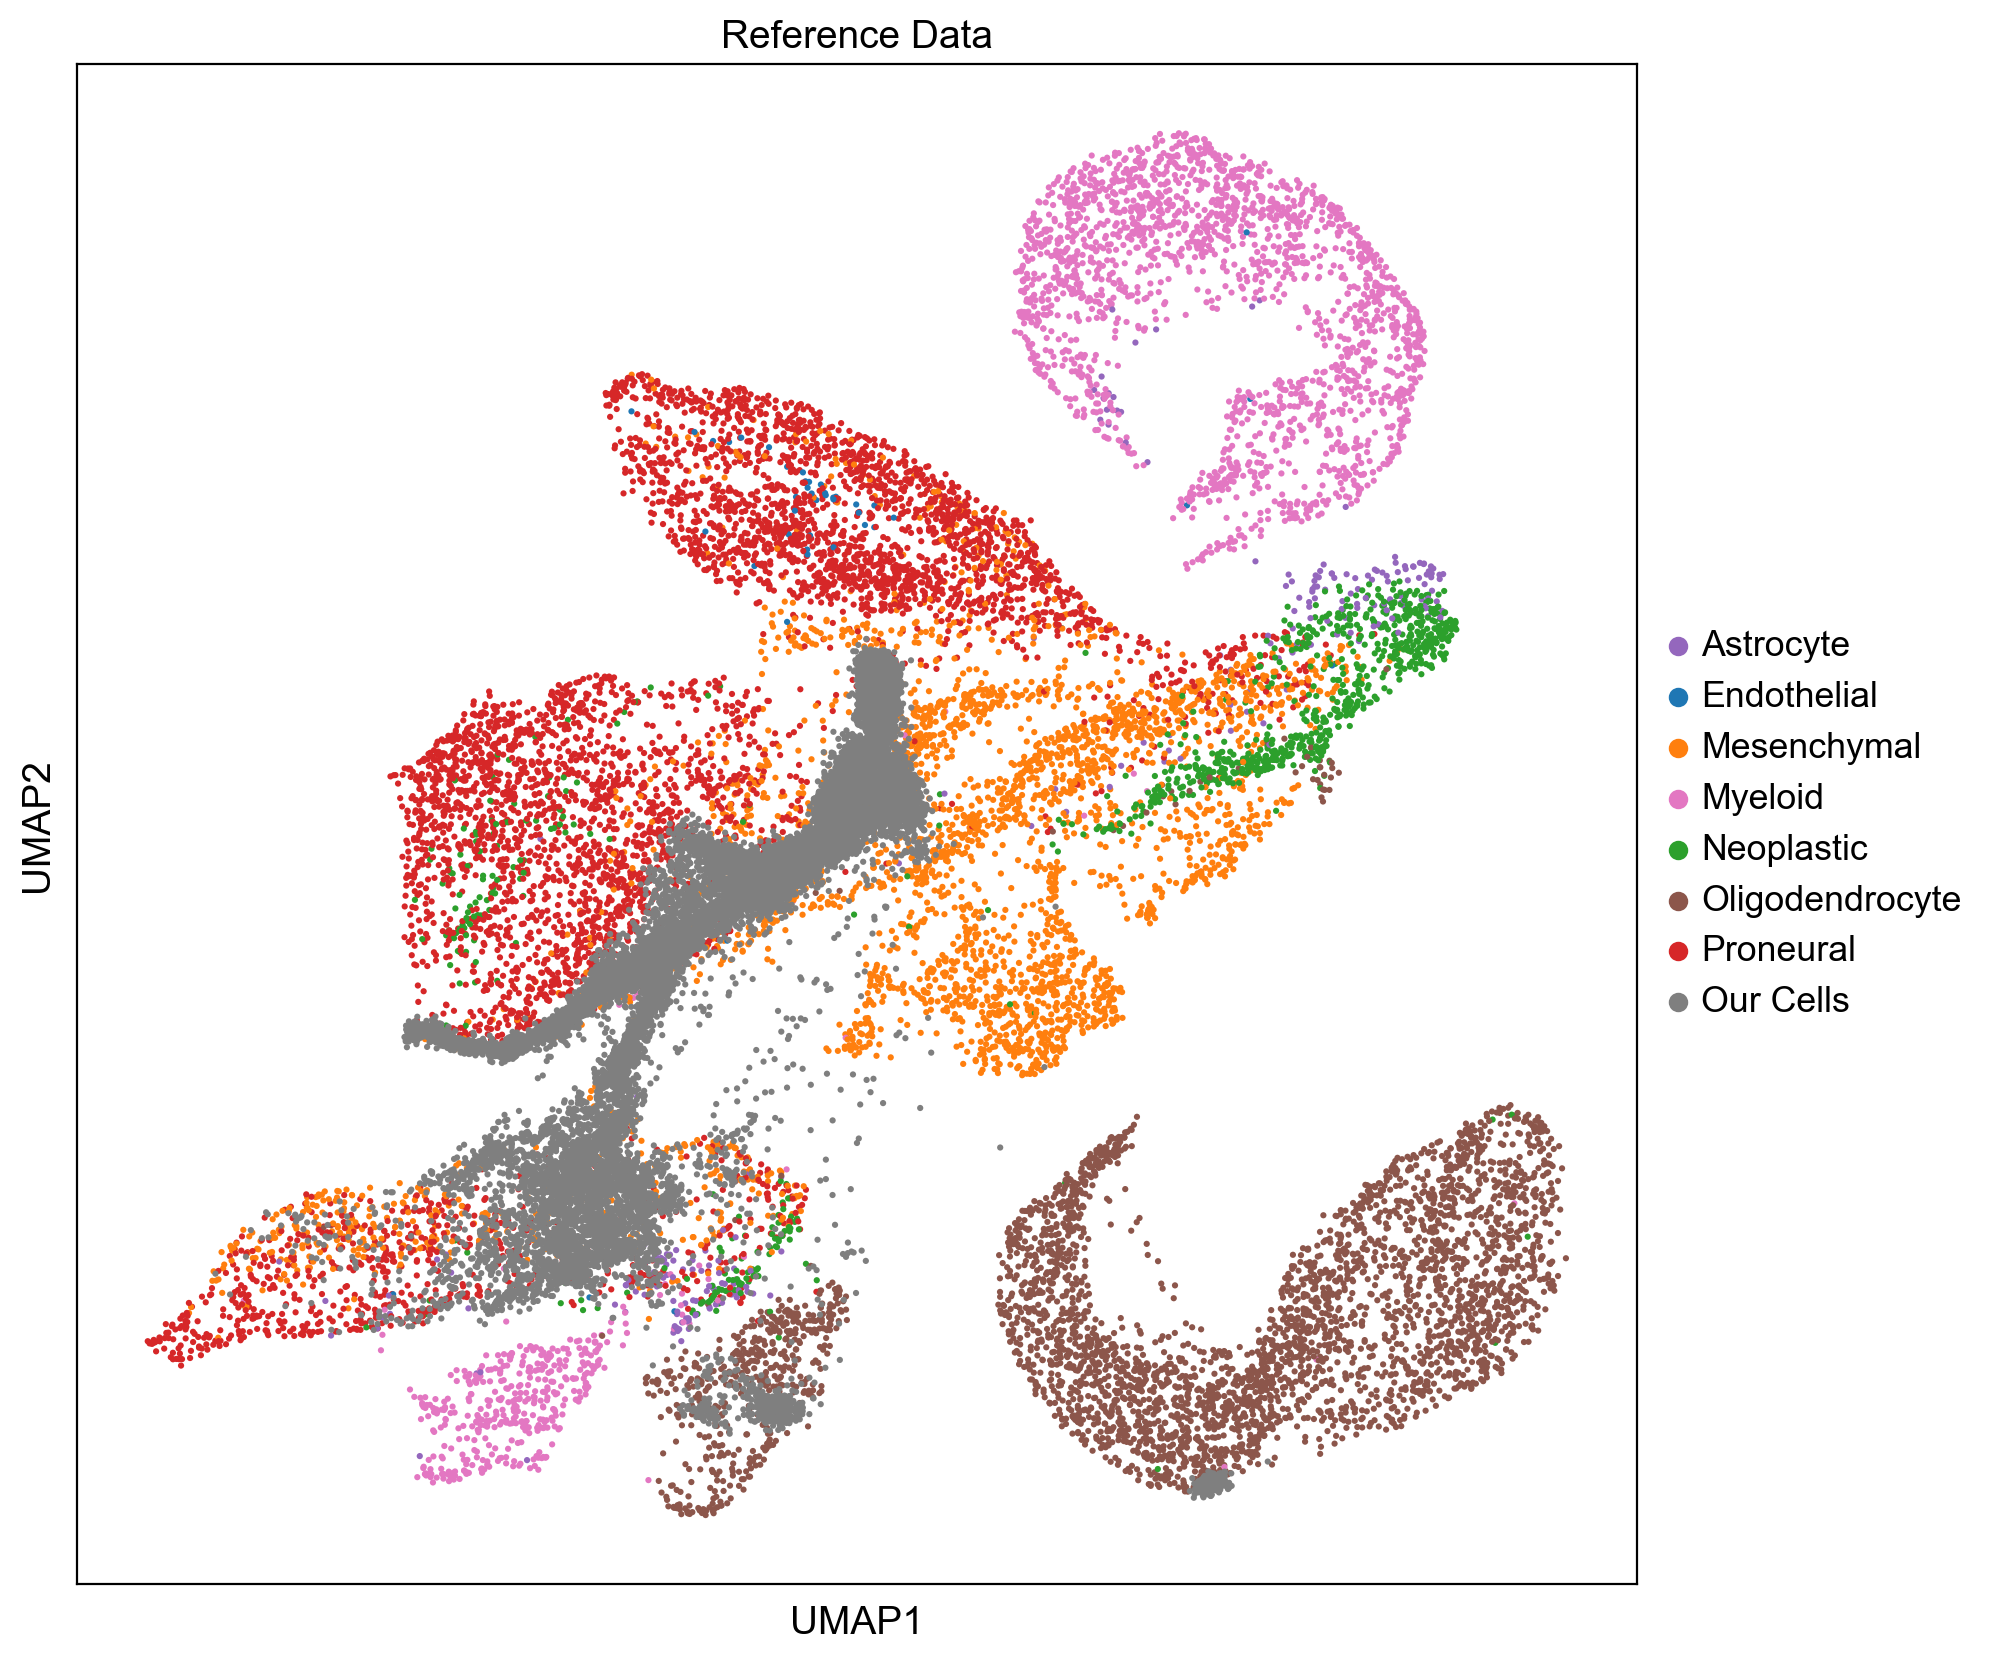 Reference Data
UMAP2
UMAP1
Astrocyte
Endothelial
Mesenchymal
Myeloid
Neoplastic
Oligodendrocyte
Proneural
Our Cells